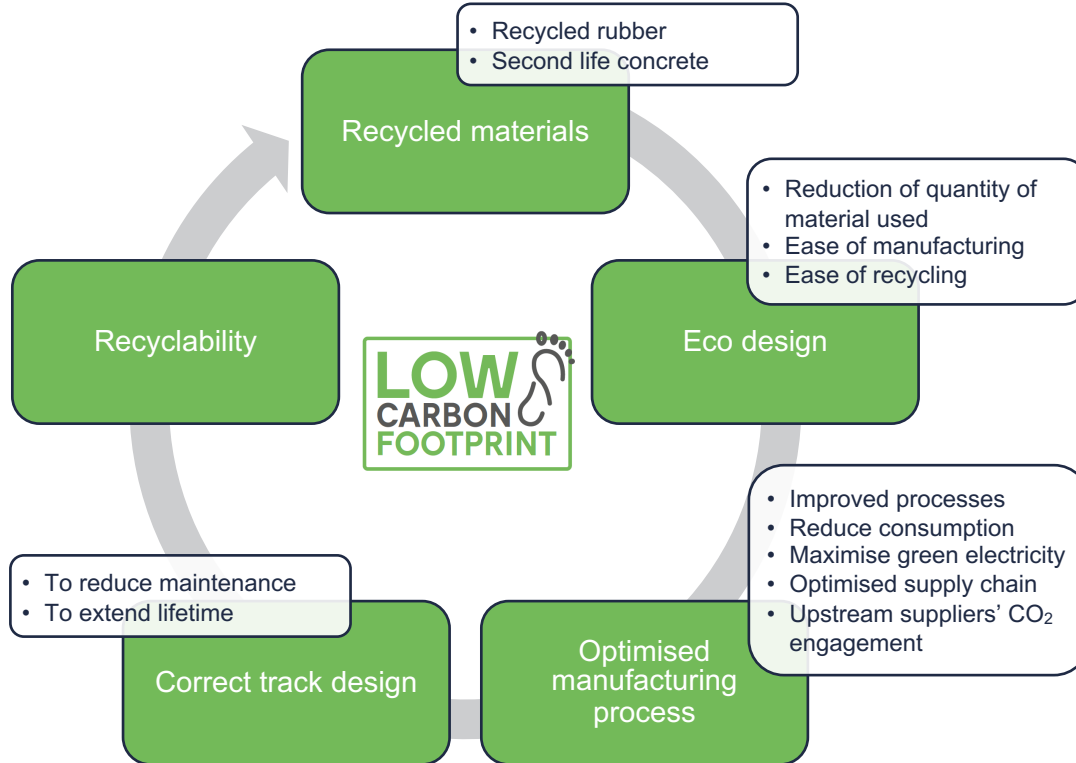 • Recycled rubber
• Second life concrete
Recycled materials
• Reduction of quantity of
material used
• Ease of manufacturing
• Ease of recycling
Eco design
• Improved processes
• Reduce consumption
• Maximise green electricity
• Optimised supply chain
• Upstream suppliers’ CO₂
engagement
Optimised
manufacturing
process
• To reduce maintenance
• To extend lifetime
Correct track design
Recyclability
LOW
CARBON
FOOTPRINT